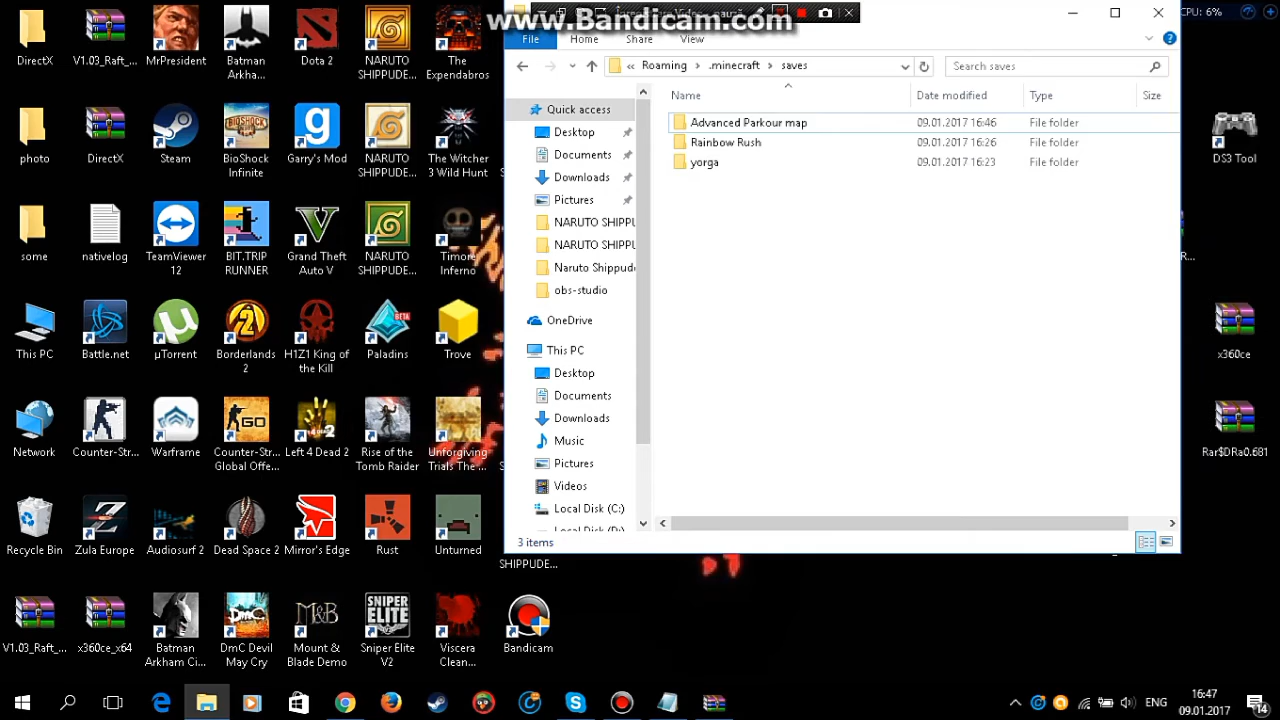 www.Bandicam.com
CPU: 6%
File
Home
Share
View
Roaming
.minecraft
saves
Search saves
Name
Date modified
Type
Size
Advanced Parkour map
09.01.2017 16:46
File folder
Rainbow Rush
09.01.2017 16:26
File folder
yorga
09.01.2017 16:23
File folder
Quick access
Desktop
Documents
Downloads
Pictures
NARUTO SHIPPU
NARUTO SHIPPU
Naruto Shippud
obs-studio
OneDrive
This PC
Desktop
Documents
Downloads
Music
Pictures
Videos
Local Disk (C:)
3 items
DirectX
V1.03_Raft_...
MrPresident
Batman
Arkha...
Dota 2
NARUTO
SHIPPUDE...
The
Expendabros
photo
DirectX
Steam
BioShock
Infinite
Garry's Mod
NARUTO
SHIPPUDE...
The Witcher
3 Wild Hunt
DS3 Tool
some
nativelog
TeamViewer
12
BIT.TRIP
RUNNER
Grand Theft
Auto V
NARUTO
SHIPPUDE...
Timore
Inferno
R...
This PC
Battle.net
µTorrent
Borderlands
2
H1Z1 King of
the Kill
BETA
Paladins
Trove
x360ce
Network
Counter-Str...
Warframe
GO
Counter-Str...
Global Offe...
Left 4 Dead 2
Rise of the
Tomb Raider
Unforgiving
Trials The ...
Rar$DRa0.681
Recycle Bin
Zula Europe
Audiosurf 2
Dead Space 2
Mirror's Edge
Rust
Unturned
SHIPPUDE...
V1.03_Raft_...
x360ce_x64
Batman
Arkham Ci...
DmC
DmC Devil
May Cry
M&B
Mount &
Blade Demo
SNIPER
ELITE
Sniper Elite
V2
Viscera
Clean...
Bandicam
ENG
16:47
09.01.2017
14